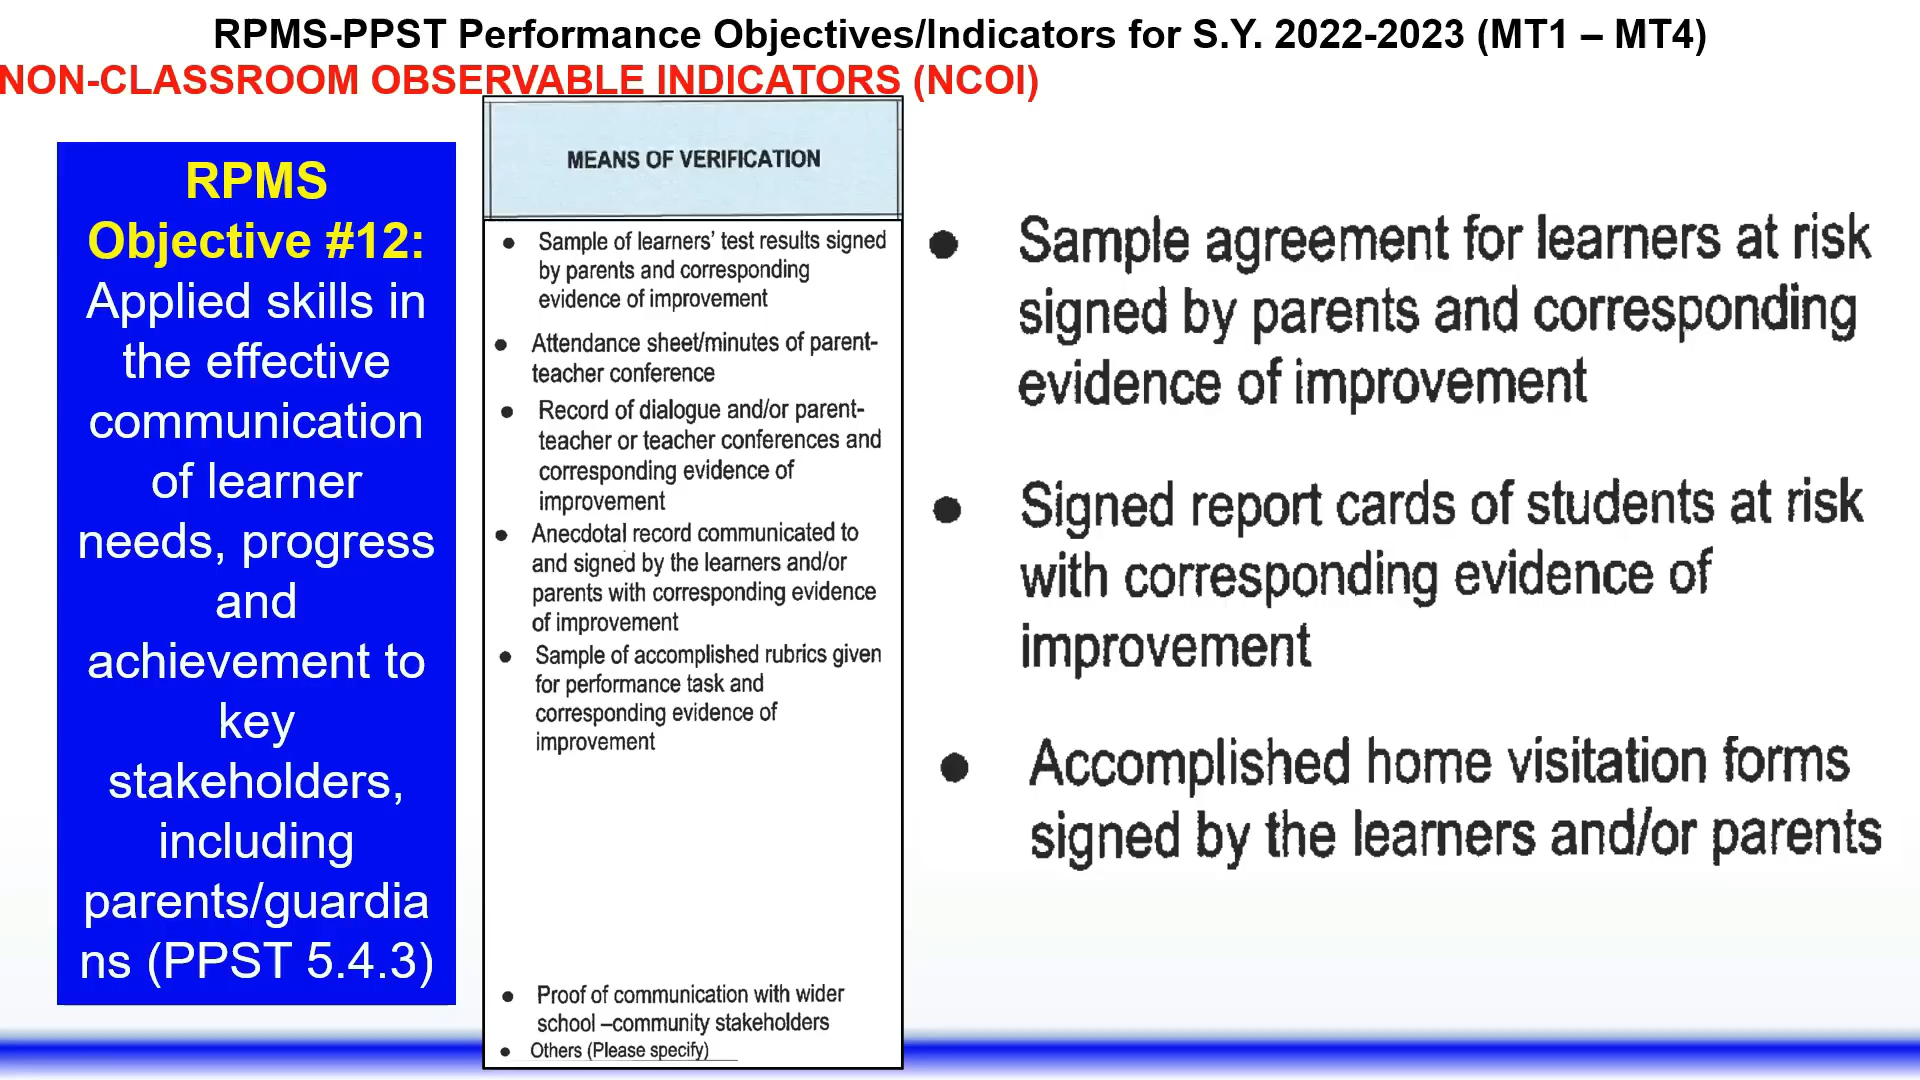 RPMS-PPST Performance Objectives/Indicators for S.Y. 2022-2023 (MT1 – MT4)
NON-CLASSROOM OBSERVABLE INDICATORS (NCOI)
RPMS
Objective #12:
Applied skills in
the effective
communication
of learner
needs, progress
and
achievement to
key
stakeholders,
including
parents/guardia
ns (PPST 5.4.3)
MEANS OF VERIFICATION
● Sample of learners' test results signed
by parents and corresponding
evidence of improvement
● Attendance sheet/minutes of parent-
teacher conference
● Record of dialogue and/or parent-
teacher or teacher conferences and
corresponding evidence of
improvement
● Anecdotal record communicated to
and signed by the learners and/or
parents with corresponding evidence
of improvement
● Sample of accomplished rubrics given
for performance task and
corresponding evidence of
improvement
● Proof of communication with wider
school –community stakeholders
● Others (Please specify)
● Sample agreement for learners at risk
signed by parents and corresponding
evidence of improvement
● Signed report cards of students at risk
with corresponding evidence of
improvement
● Accomplished home visitation forms
signed by the learners and/or parents